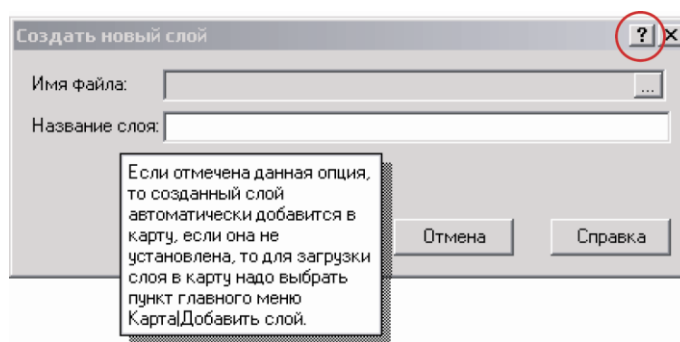 Создать новый слой
?
Имя файла:
...
Название слоя:
Если отмечена данная опция,
то созданный слой
автоматически добавится в
карту, если она не
установлена, то для загрузки
слоя в карту надо выбрать
пункт главного меню
Карта|Добавить слой.
Отмена
Справка